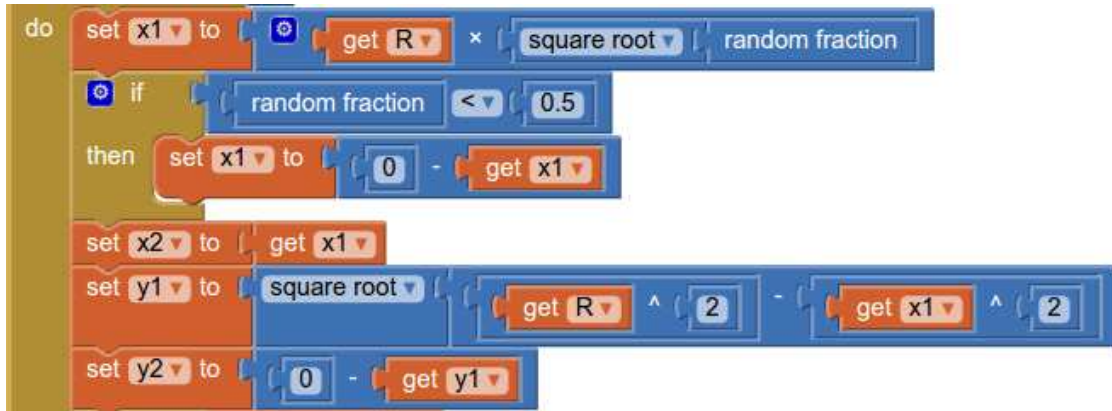 do set x1 to get R × square root random fraction
if random fraction < 0.5
then set x1 to 0 - get x1
set x2 to get x1
set y1 to square root get R ^ 2 - get x1 ^ 2
set y2 to 0 - get y1